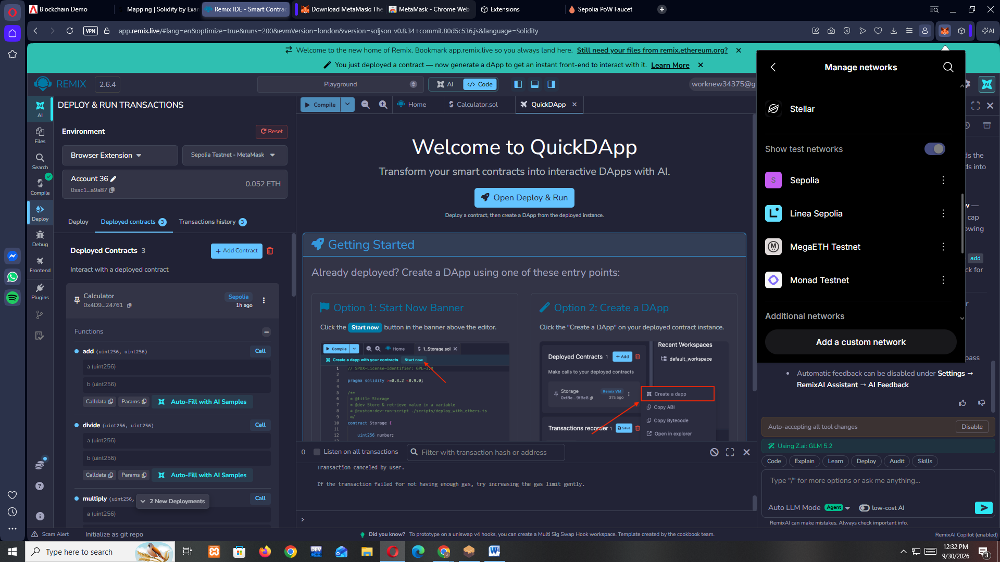 Blockchain Demo
Mapping | Solidity by Exam
Remix IDE - Smart Contrac
Download MetaMask: The
MetaMask - Chrome Web
Extensions
Sepolia PoW Faucet
VPN
app.remix.live/#lang=en&optimize=true&runs=200&evmVersion=london&version=soljson-v0.8.34+commit.80d5c536.js&language=Solidity
AI
Welcome to the new home of Remix. Bookmark app.remix.live so you always land here. Still need your files from remix.ethereum.org?
You just deployed a contract — now generate a dApp to get an instant front-end to interact with it. Learn More
REMIX
2.6.4
Playground
AI
Code
worknew34375@g
AI
AI
Files
Search
Compile
Deploy
Debug
Frontend
Plugins
DEPLOY & RUN TRANSACTIONS
Environment
Reset
Browser Extension
Sepolia Testnet - MetaMask
Account 36
0xac1...a9a87
0.052 ETH
Deploy
Deployed contracts 3
Transactions history 3
Deployed Contracts 3
Add Contract
Interact with a deployed contract
Calculator
0x4D9...24761
Sepolia
1h ago
Functions
add (uint256, uint256)
Call
a (uint256)
b (uint256)
Calldata
Params
Auto-Fill with AI Samples
divide (uint256, uint256)
Call
a (uint256)
b (uint256)
Calldata
Params
Auto-Fill with AI Samples
multiply (uint256,
Call
2 New Deployments
a (uint256)
Compile
Home
Calculator.sol
QuickDApp
Welcome to QuickDApp
Transform your smart contracts into interactive DApps with AI.
Open Deploy & Run
Deploy a contract, then create a DApp from the deployed instance.
Getting Started
Already deployed? Create a DApp using one of these entry points:
Option 1: Start Now Banner
Click the Start now button in the banner above the editor.
Compile
Home
1_Storage.sol
Create a dapp with your contracts Start now
1 // SPDX-License-Identifier: GPL-3.0
2
3 pragma solidity >=0.8.2 <0.9.0;
4
5 /**
6 * @title Storage
7 * @dev Store & retrieve value in a variable
8 * @custom:dev-run-script ./scripts/deploy_with_ethers.ts
9 */
10 contract Storage {
11
12 uint256 number;
Option 2: Create a DApp
Click the "Create a DApp" on your deployed contract instance.
Deployed Contracts 1
Add
Make calls to your deployed contracts
Storage
0xf8e...9f8e8
Remix VM
37s ago
Transactions recorder 1
Save
Recent Workspaces
default_workspace
Create a dapp
Copy ABI
Copy Bytecode
Open in explorer
0
Listen on all transactions
Filter with transaction hash or address
Transaction canceled by user.
If the transaction failed for not having enough gas, try increasing the gas limit gently.
>
Manage networks
Stellar
Show test networks
S Sepolia
Linea Sepolia
MegaETH Testnet
Monad Testnet
Additional networks
Add a custom network
ds the
ds into
w —
cap
owing
add
ck for
r
pass
Automatic feedback can be disabled under Settings →
RemixAI Assistant → AI Feedback
Auto-accepting all tool changes
Disable
Using Z.ai: GLM 5.2
Code
Explain
Learn
Deploy
Audit
Skills
Type "/" for more options or ask me anything...
Auto LLM Mode
Agent
low-cost AI
RemixAI can make mistakes. Always check important info.
Scam Alert
Initialize as git repo
Did you know? To prototype on a uniswap v4 hooks, you can create a Multi Sig Swap Hook workspace. Template created by the cookbook team.
RemixAI Copilot (enabled)
Type here to search
DEV
12:32 PM
9/30/2026
3